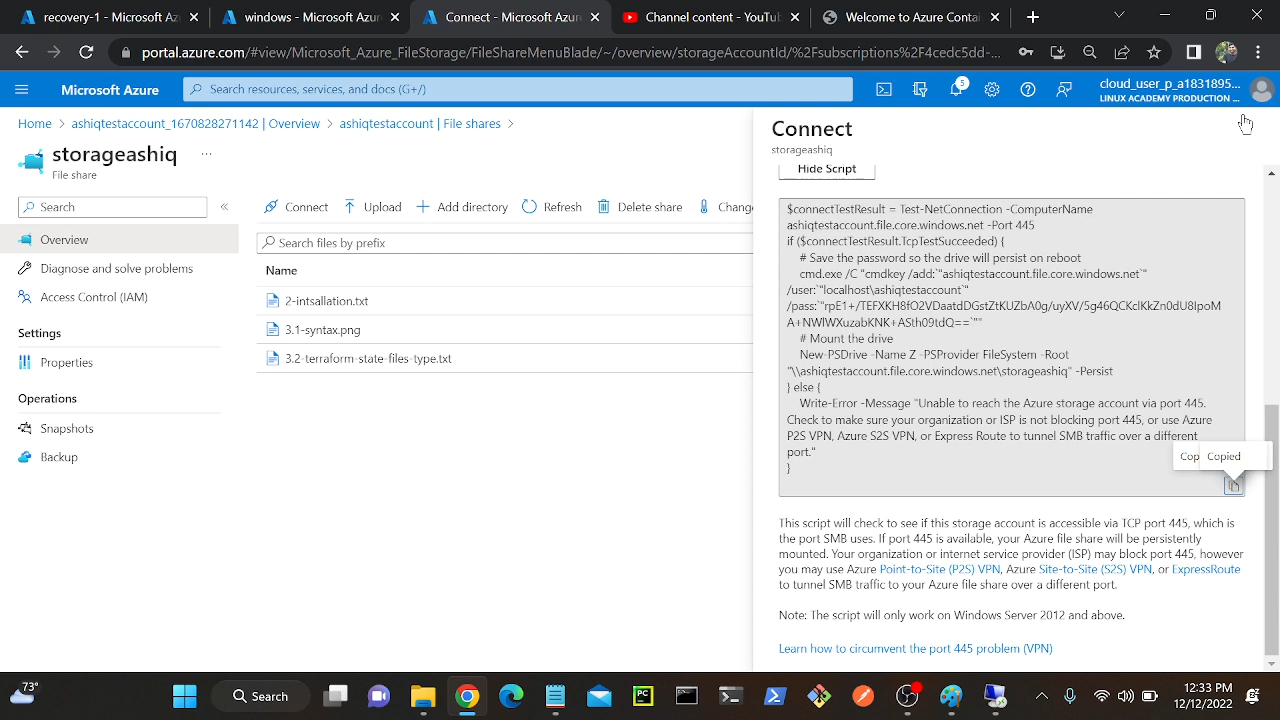 recovery-1 - Microsoft Az
windows - Microsoft Azur
Connect - Microsoft Azur
Channel content - YouTub
Welcome to Azure Contai
portal.azure.com/#view/Microsoft_Azure_FileStorage/FileShareMenuBlade/~/overview/storageAccountId/%2Fsubscriptions%2F4cedc5dd-...
Microsoft Azure
Search resources, services, and docs (G+/)
5
cloud_user_p_a1831895...
LINUX ACADEMY PRODUCTION ...
Home > ashiqtestaccount_1670828271142 | Overview > ashiqtestaccount | File shares >
storageashiq ...
File share
Search
«
Overview
Diagnose and solve problems
Access Control (IAM)
Settings
Properties
Operations
Snapshots
Backup
Connect
Upload
Add directory
Refresh
Delete share
Change
Search files by prefix
Name
2-intsallation.txt
3.1-syntax.png
3.2-terraform-state-files-type.txt
Connect
storageashiq
Hide Script
$connectTestResult = Test-NetConnection -ComputerName
ashiqtestaccount.file.core.windows.net -Port 445
if ($connectTestResult.TcpTestSucceeded) {
# Save the password so the drive will persist on reboot
cmd.exe /C "cmdkey /add:`"ashiqtestaccount.file.core.windows.net`"
/user:`"localhost\ashiqtestaccount`"
/pass:`"rpE1+/TEFXKH8fO2VDaatdDGstZtKUZbA0g/uyXV/5g46QCKclKkZn0dU8IpoM
A+NWlWXuzabKNK+ASth09tdQ==`""
# Mount the drive
New-PSDrive -Name Z -PSProvider FileSystem -Root
"\\ashiqtestaccount.file.core.windows.net\storageashiq" -Persist
} else {
Write-Error -Message "Unable to reach the Azure storage account via port 445.
Check to make sure your organization or ISP is not blocking port 445, or use Azure
P2S VPN, Azure S2S VPN, or Express Route to tunnel SMB traffic over a different
port."
}
Cop
Copied
This script will check to see if this storage account is accessible via TCP port 445, which is
the port SMB uses. If port 445 is available, your Azure file share will be persistently
mounted. Your organization or internet service provider (ISP) may block port 445, however
you may use Azure Point-to-Site (P2S) VPN, Azure Site-to-Site (S2S) VPN, or ExpressRoute
to tunnel SMB traffic to your Azure file share over a different port.
Note: The script will only work on Windows Server 2012 and above.
Learn how to circumvent the port 445 problem (VPN)
73°
Search
PC
12:33 PM
12/12/2022